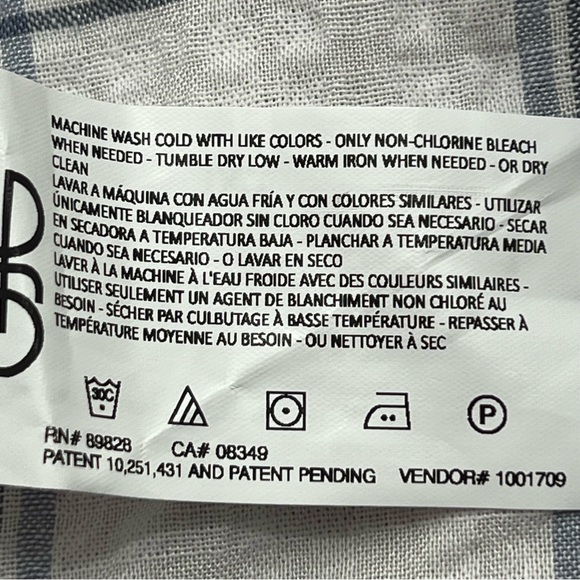 MACHINE WASH COLD WITH LIKE COLORS - ONLY NON-CHLORINE BLEACH
WHEN NEEDED - TUMBLE DRY LOW - WARM IRON WHEN NEEDED - OR DRY
CLEAN
LAVAR A MÁQUINA CON AGUA FRÍA Y CON COLORES SIMILARES - UTILIZAR
ÚNICAMENTE BLANQUEADOR SIN CLORO CUANDO SEA NECESARIO - SECAR
EN SECADORA A TEMPERATURA BAJA - PLANCHAR A TEMPERATURA MEDIA
CUANDO SEA NECESARIO - O LAVAR EN SECO
LAVER À LA MACHINE À L'EAU FROIDE AVEC DES COULEURS SIMILAIRES -
UTILISER SEULEMENT UN AGENT DE BLANCHIMENT NON CHLORÉ AU
BESOIN - SÉCHER PAR CULBUTAGE À BASSE TEMPÉRATURE - REPASSER À
TEMPÉRATURE MOYENNE AU BESOIN - OU NETTOYER À SEC
30C P
RN# 89828 CA# 08349
PATENT 10,251,431 AND PATENT PENDING VENDOR# 1001709